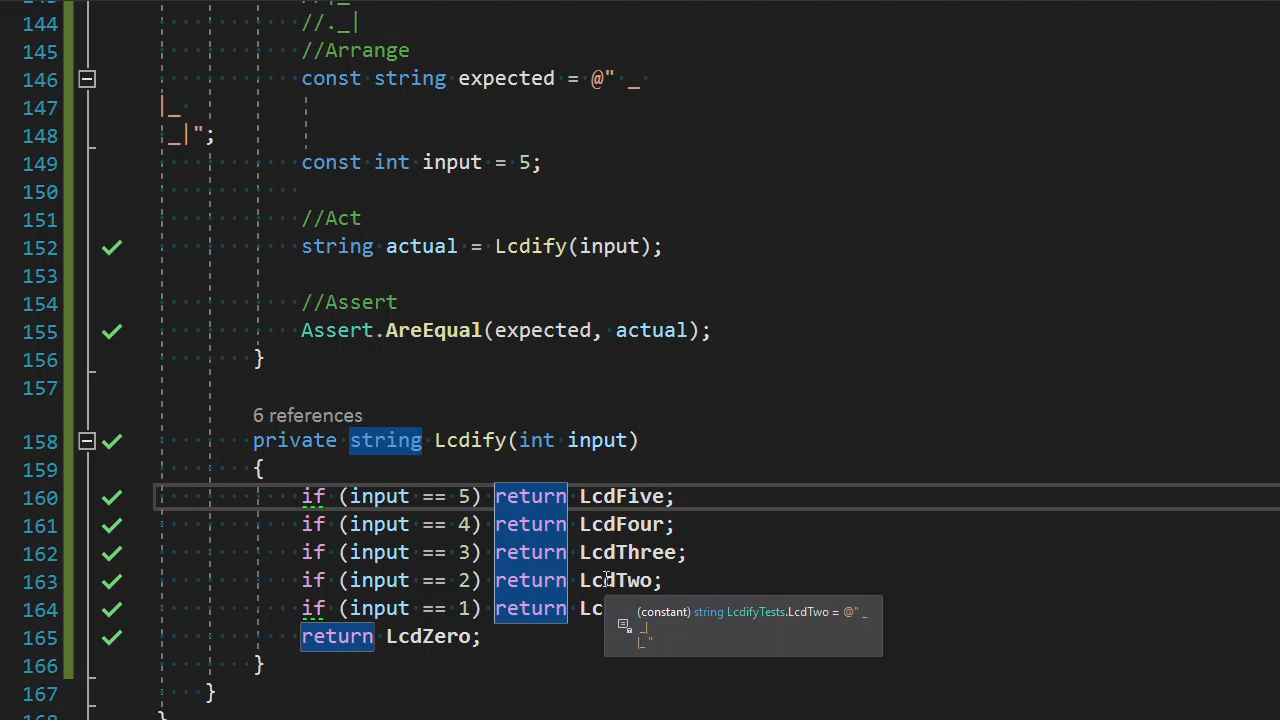 144 //._|
145 //Arrange
146 const string expected = @" _
147 |_
148  _|";
149 const int input = 5;
150
151 //Act
152 string actual = Lcdify(input);
153
154 //Assert
155 Assert.AreEqual(expected, actual);
156 }
157
6 references
158 private string Lcdify(int input)
159 {
160 if (input == 5) return LcdFive;
161 if (input == 4) return LcdFour;
162 if (input == 3) return LcdThree;
163 if (input == 2) return LcdTwo;
164 if (input == 1) return Lc
(constant) string LcdifyTests.LcdTwo = @" _
 _|
|_ "
165 return LcdZero;
166 }
167 }